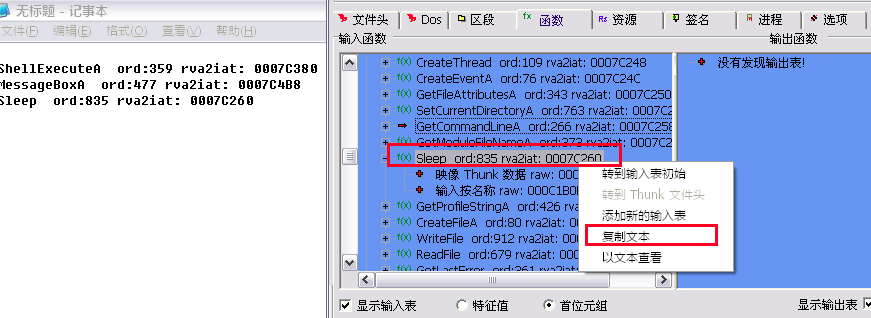 无标题 - 记事本
文件(F) 编辑(E) 格式(O) 查看(V) 帮助(H)
ShellExecuteA ord:359 rva2iat: 0007C380
MessageBoxA ord:477 rva2iat: 0007C4B8
Sleep ord:835 rva2iat: 0007C260
文件头 Dos 区段 函数 资源 签名 进程 选项
输入函数 输出函数
CreateThread ord:109 rva2iat: 0007C248
没有发现输出表!
CreateEventA ord:76 rva2iat: 0007C24C
GetFileAttributesA ord:343 rva2iat: 0007C250
SetCurrentDirectoryA ord:763 rva2iat: 0007C
GetCommandLineA ord:266 rva2iat: 0007C258
GetModuleFileNameA ord:373 rva2iat: 0007C2
Sleep ord:835 rva2iat: 0007C260
映像 Thunk 数据 raw: 000
输入按名称 raw: 000C1B0
GetProfileStringA ord:426
CreateFileA ord:80 rva2iat
WriteFile ord:912 rva2iat:
ReadFile ord:679 rva2iat:
GetLastError ord:361
转到输入表初始
转到 Thunk 文件头
添加新的输入表
复制文本
以文本查看
显示输入表 特征值 首位元组 显示输出表